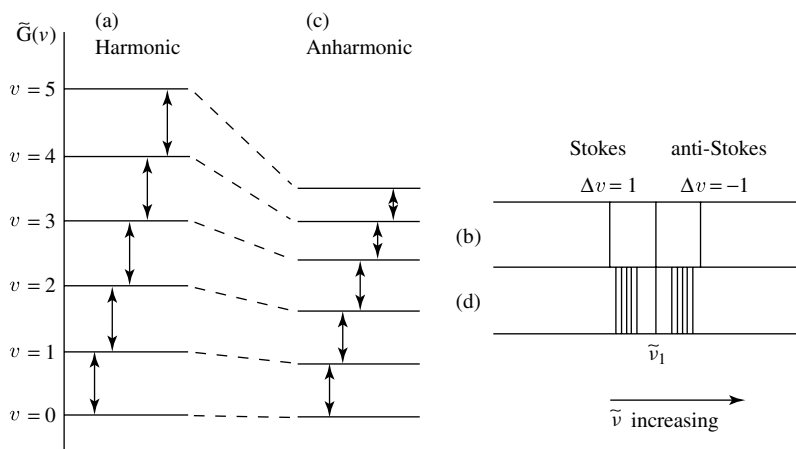 G̃(v)
(a)
Harmonic
(c)
Anharmonic
v = 5
v = 4
v = 3
v = 2
v = 1
v = 0
Stokes
anti-Stokes
Δv = 1
Δv = −1
(b)
(d)
ν̃₁
ν̃ increasing